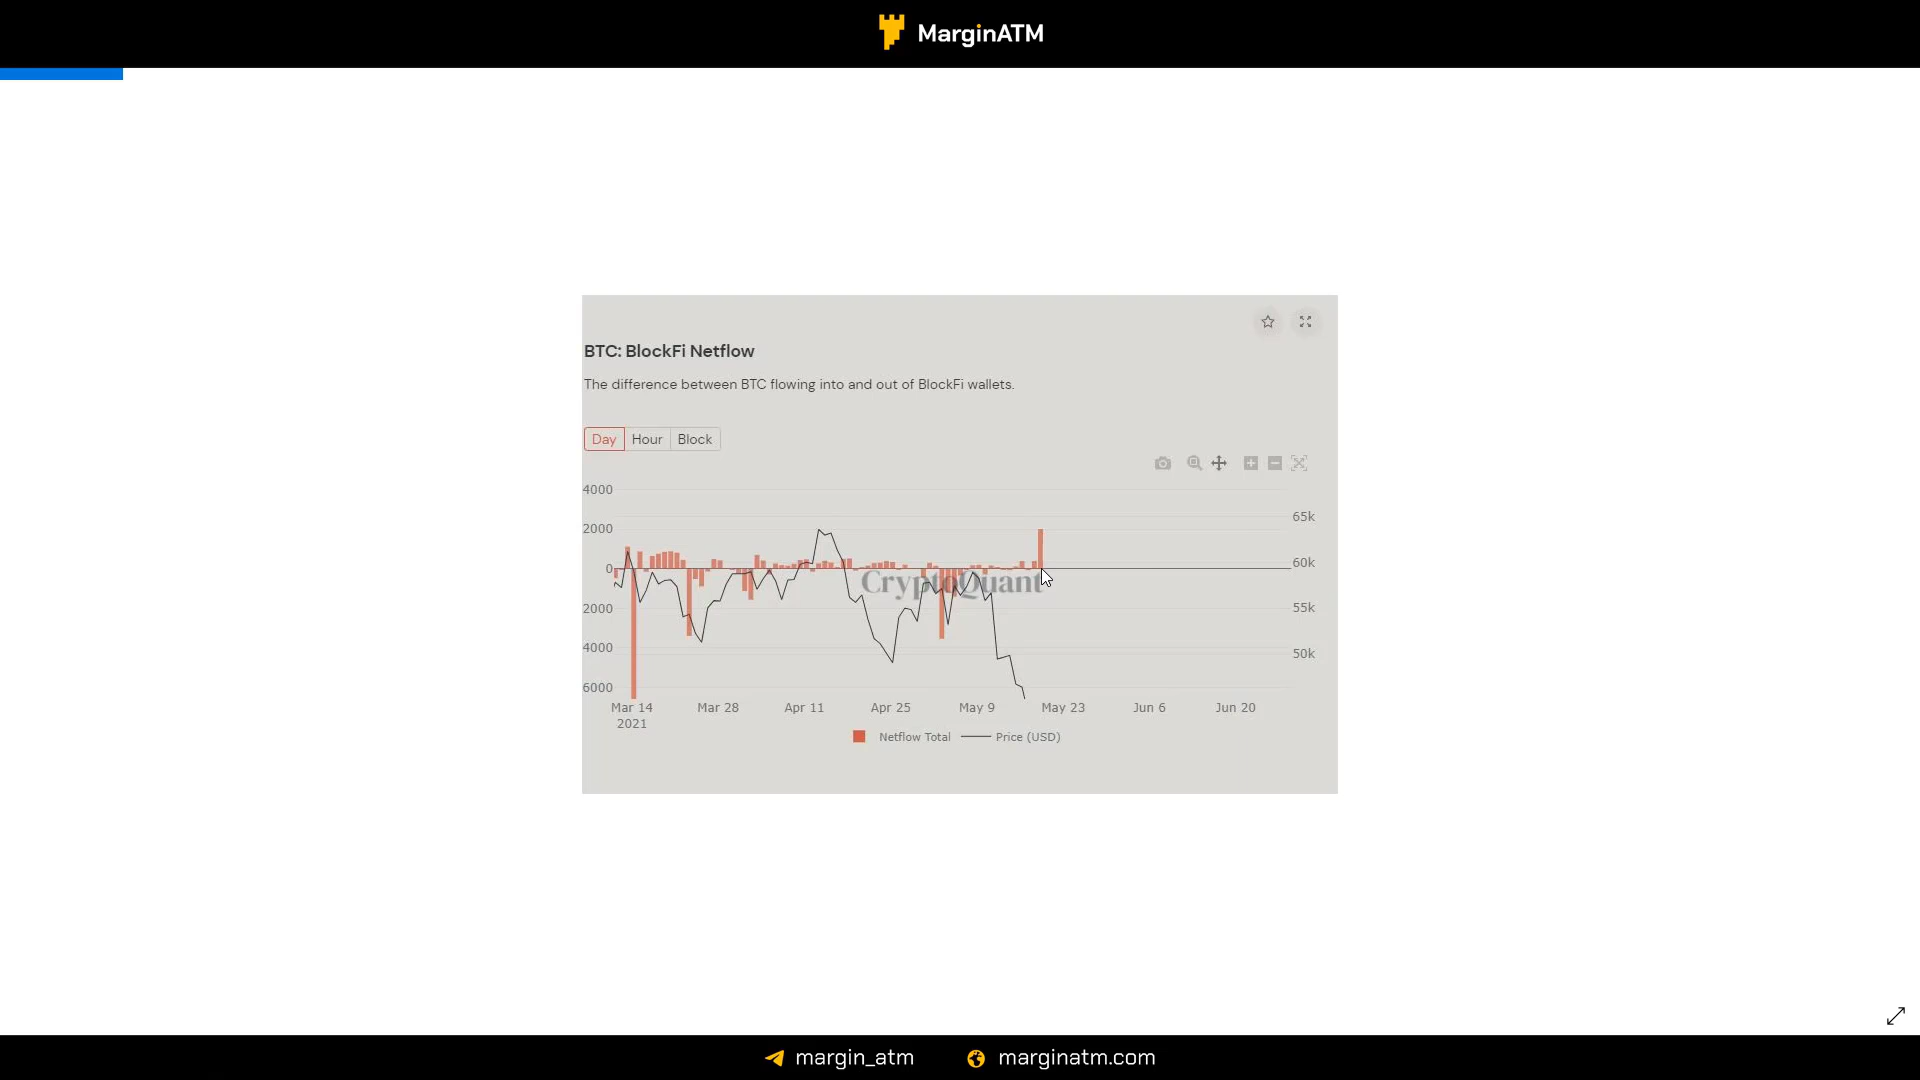 MarginATM
BTC: BlockFi Netflow
The difference between BTC flowing into and out of BlockFi wallets.
Day Hour Block
4000
2000
0
2000
4000
6000
65k
60k
55k
50k
CryptoQuant
Mar 14 Mar 28 Apr 11 Apr 25 May 9 May 23 Jun 6 Jun 20
2021
Netflow Total Price (USD)
margin_atm marginatm.com